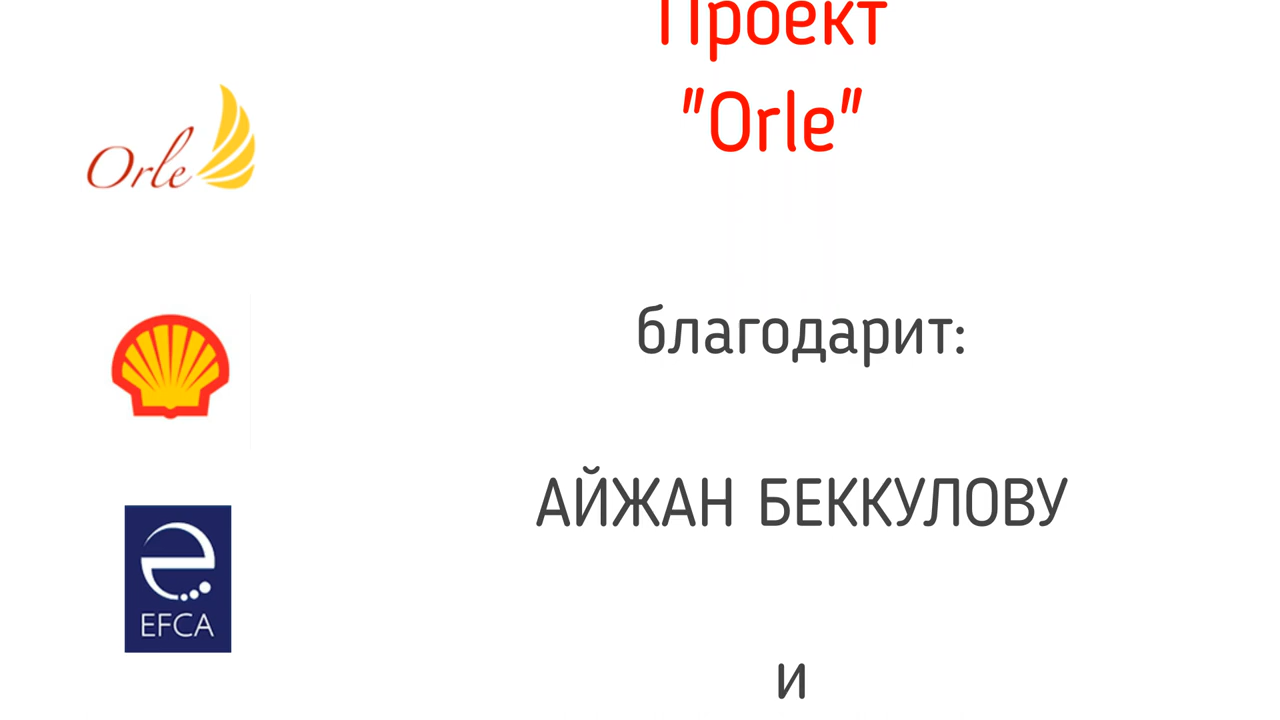 Проект
"Orle"
Orle
благодарит:
АЙЖАН БЕККУЛОВУ
EFCA
и